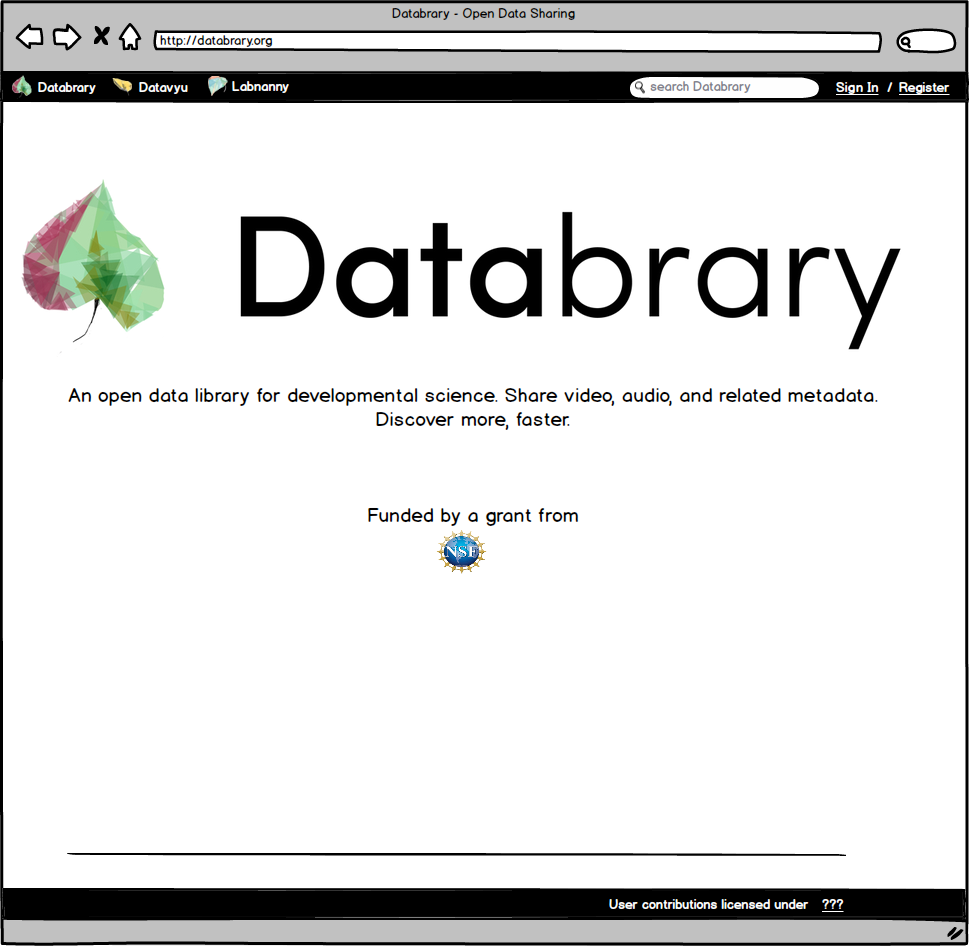 Databrary - Open Data Sharing
http://databrary.org
Databrary Datavyu Labnanny search Databrary Sign In / Register
Databrary
An open data library for developmental science. Share video, audio, and related metadata.
Discover more, faster.
Funded by a grant from
NSF
User contributions licensed under ???